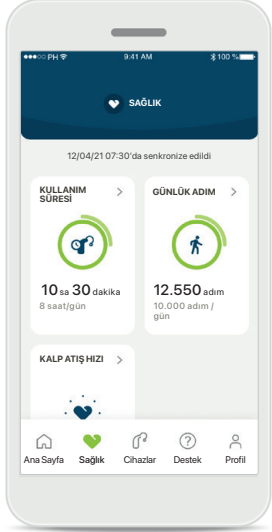 PH 9:41 AM 100 %
SAĞLIK
12/04/21 07:30'da senkronize edildi
KULLANIM
SÜRESİ
10 sa 30 dakika
8 saat/gün
GÜNLÜK ADIM
12.550 adım
10.000 adım /
gün
KALP ATIŞ HIZI
Ana Sayfa Sağlık Cihazlar Destek Profil